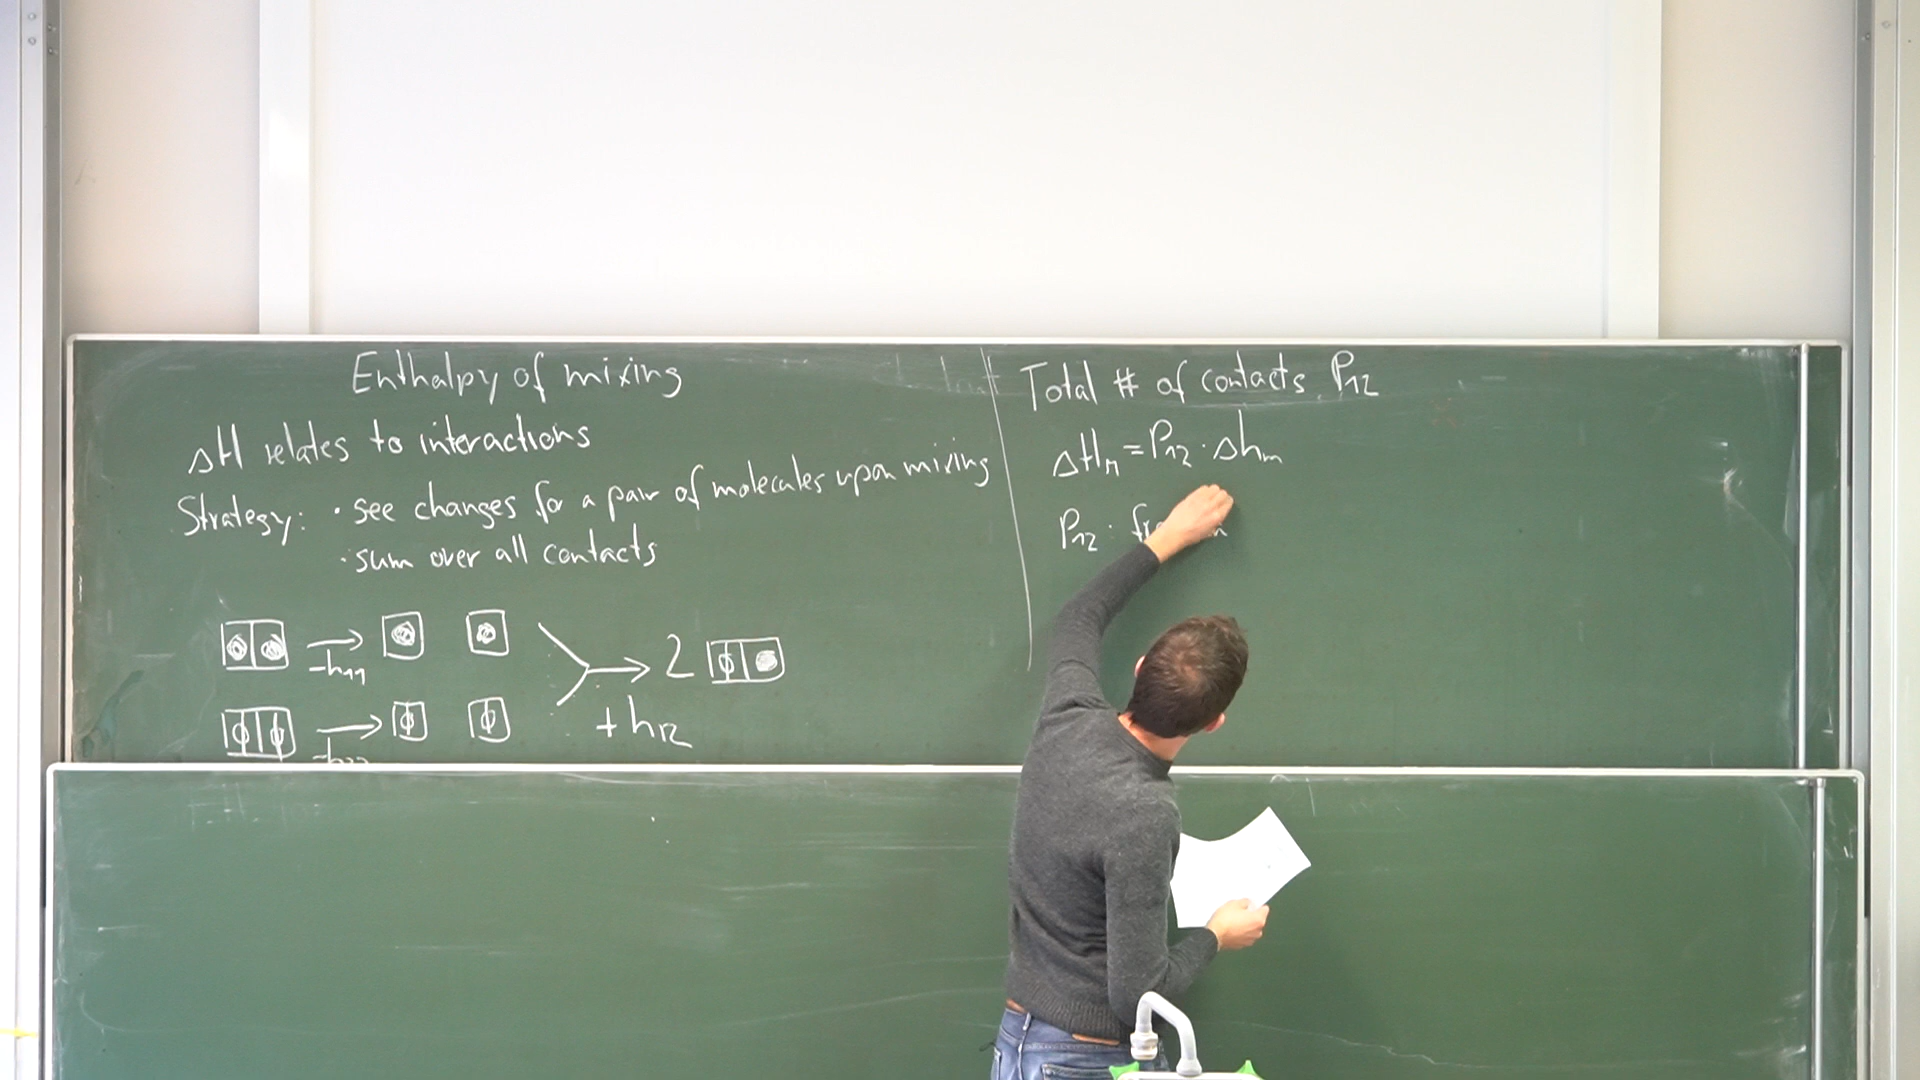 Enthalpy of mixing
ΔH relates to interactions
Strategy: · see changes for a pair of molecules upon mixing
· sum over all contacts
-h11
2
+h12
Total # of contacts P12
ΔHm = P12 · Δhm
P12: